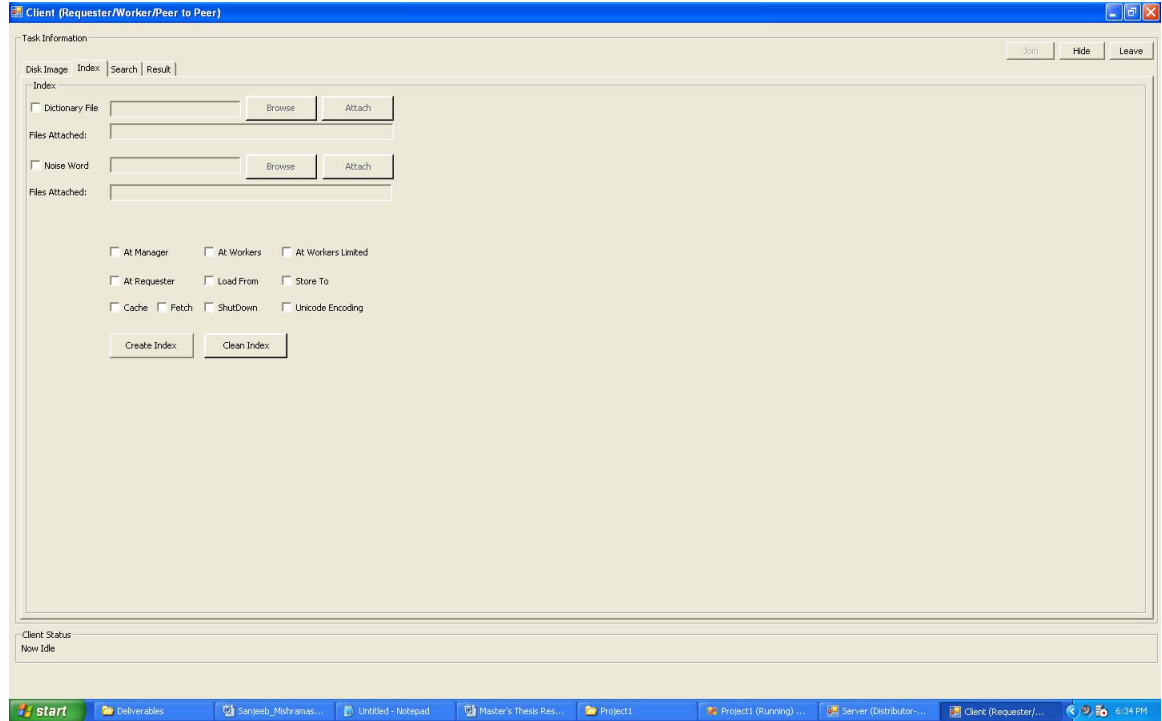 Client (Requester/Worker/Peer to Peer)
Task Information
Join Hide Leave
Disk Image Index Search Result
Index
Dictionary File Browse Attach
Files Attached:
Noise Word Browse Attach
Files Attached:
At Manager At Workers At Workers Limited
At Requester Load From Store To
Cache Fetch ShutDown Unicode Encoding
Create Index Clean Index
Client Status
Now Idle
start Deliverables Sanjeeb_Mishramas... Untitled - Notepad Master's Thesis Res... Project1 Project1 (Running) ... Server (Distributor-... Client (Requester/... 6:34 PM